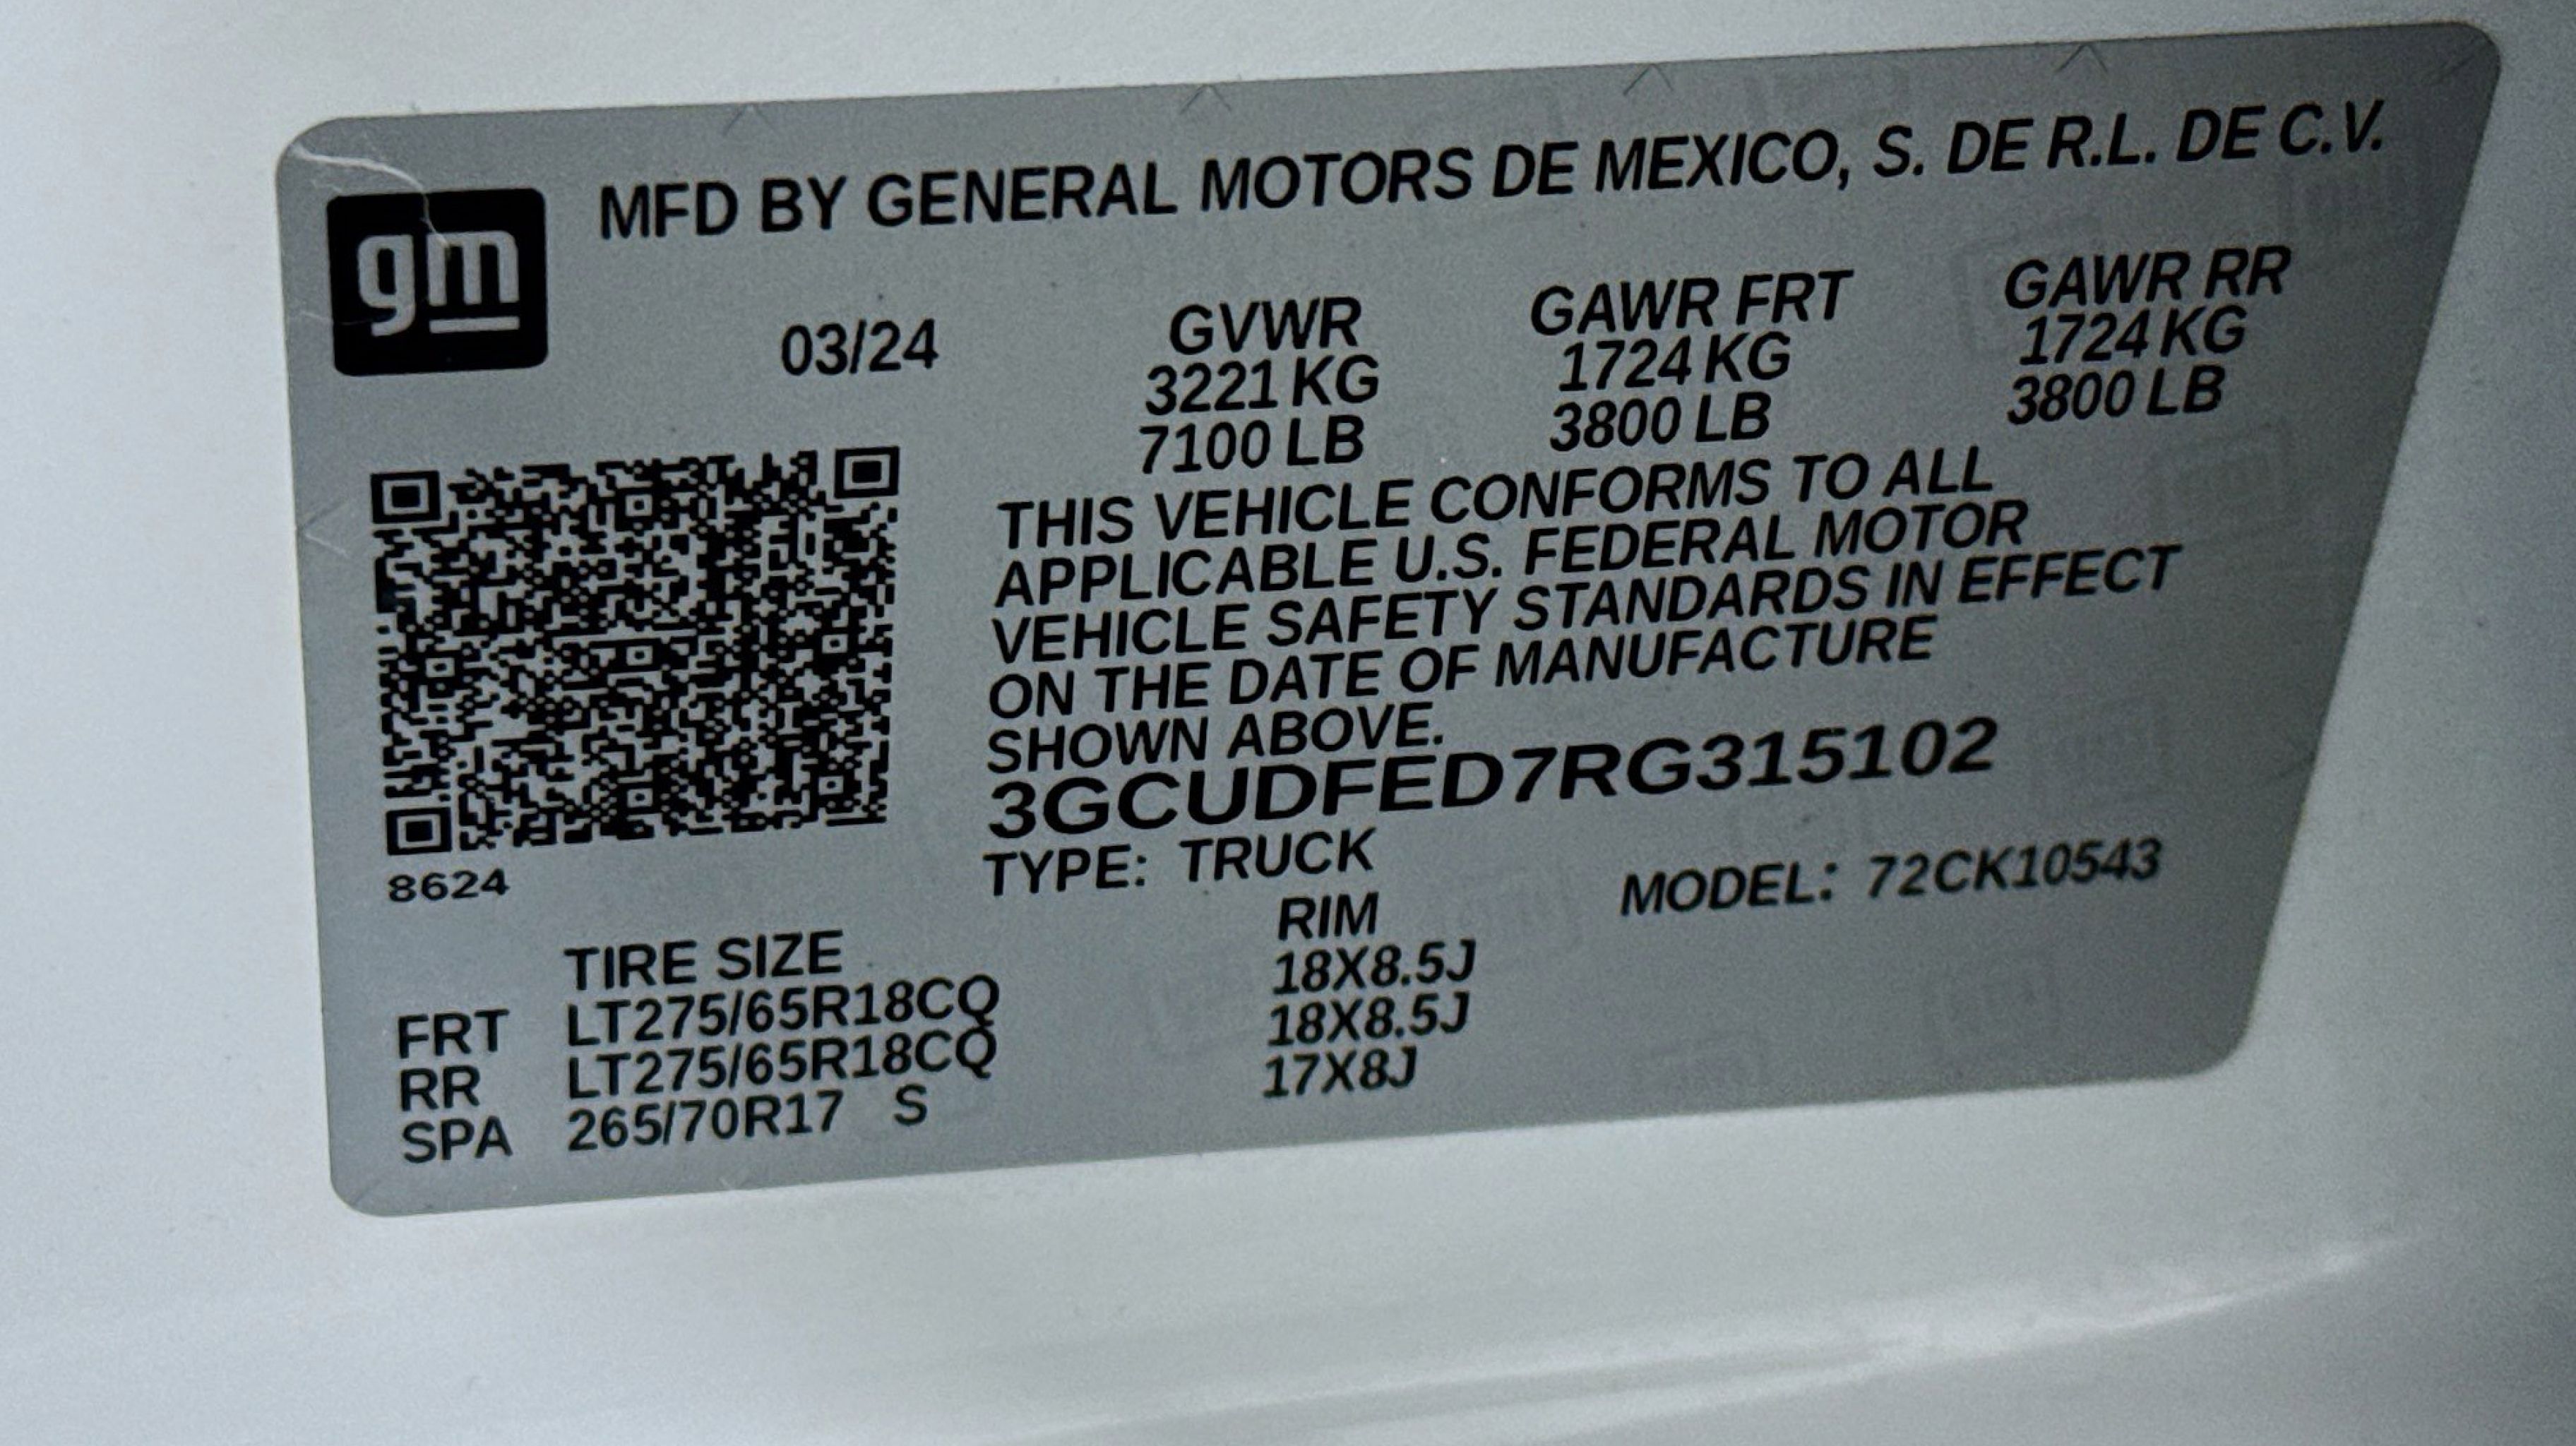 gm
MFD BY GENERAL MOTORS DE MEXICO, S. DE R.L. DE C.V.
03/24 GVWR GAWR FRT GAWR RR
3221 KG 1724 KG 1724 KG
7100 LB 3800 LB 3800 LB
THIS VEHICLE CONFORMS TO ALL
APPLICABLE U.S. FEDERAL MOTOR
VEHICLE SAFETY STANDARDS IN EFFECT
ON THE DATE OF MANUFACTURE
SHOWN ABOVE.
3GCUDFED7RG315102
8624
TYPE: TRUCK MODEL: 72CK10543
TIRE SIZE RIM
FRT LT275/65R18CQ 18X8.5J
RR LT275/65R18CQ 18X8.5J
SPA 265/70R17 S 17X8J